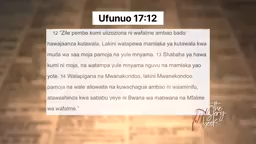 Ufunuo 17:12
12 "Zile pembe kumi ulizoziona ni wafalme ambao bado
hawajaanza kutawala. Lakini watapewa mamlaka ya kutawala kwa
muda wa saa moja pamoja na yule mnyama. 13 Shabaha ya hawa
kumi ni moja, na watampa yule mnyama nguvu na mamlaka yao
yote. 14 Watapigana na Mwanakondoo, lakini Mwanakondoo
pamoja na wale aliowaita na kuwachagua ambao ni waaminifu,
atawashinda kwa sababu yeye ni Bwana wa mabwana na Mfalme
wa wafalme."
The